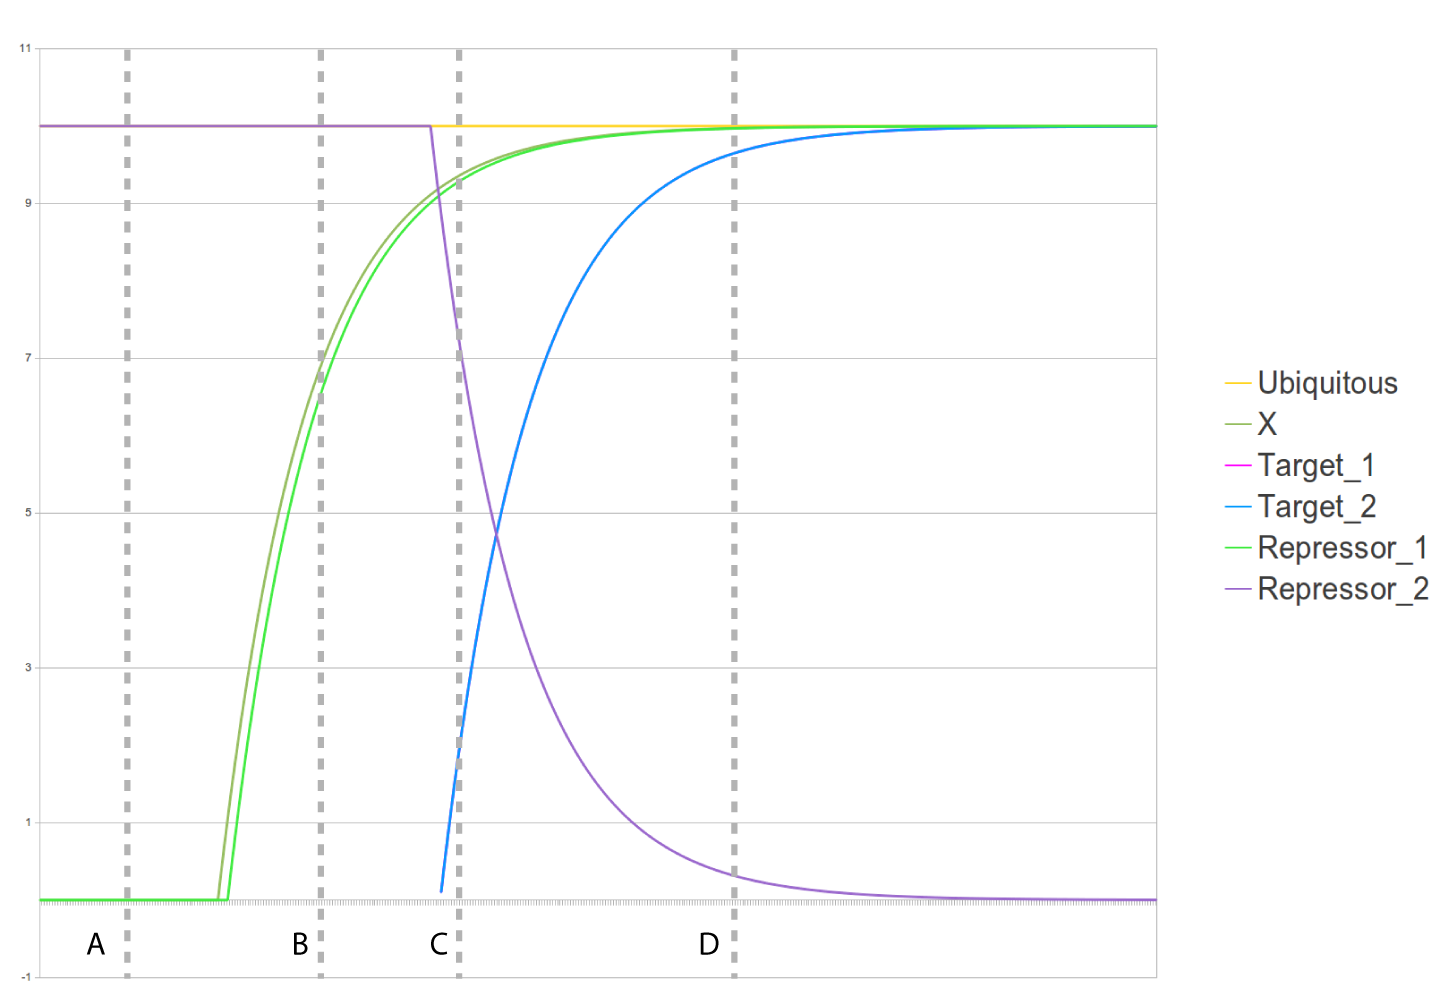 11
9
7
5
3
1
-1
A B C D
Ubiquitous
X
Target_1
Target_2
Repressor_1
Repressor_2